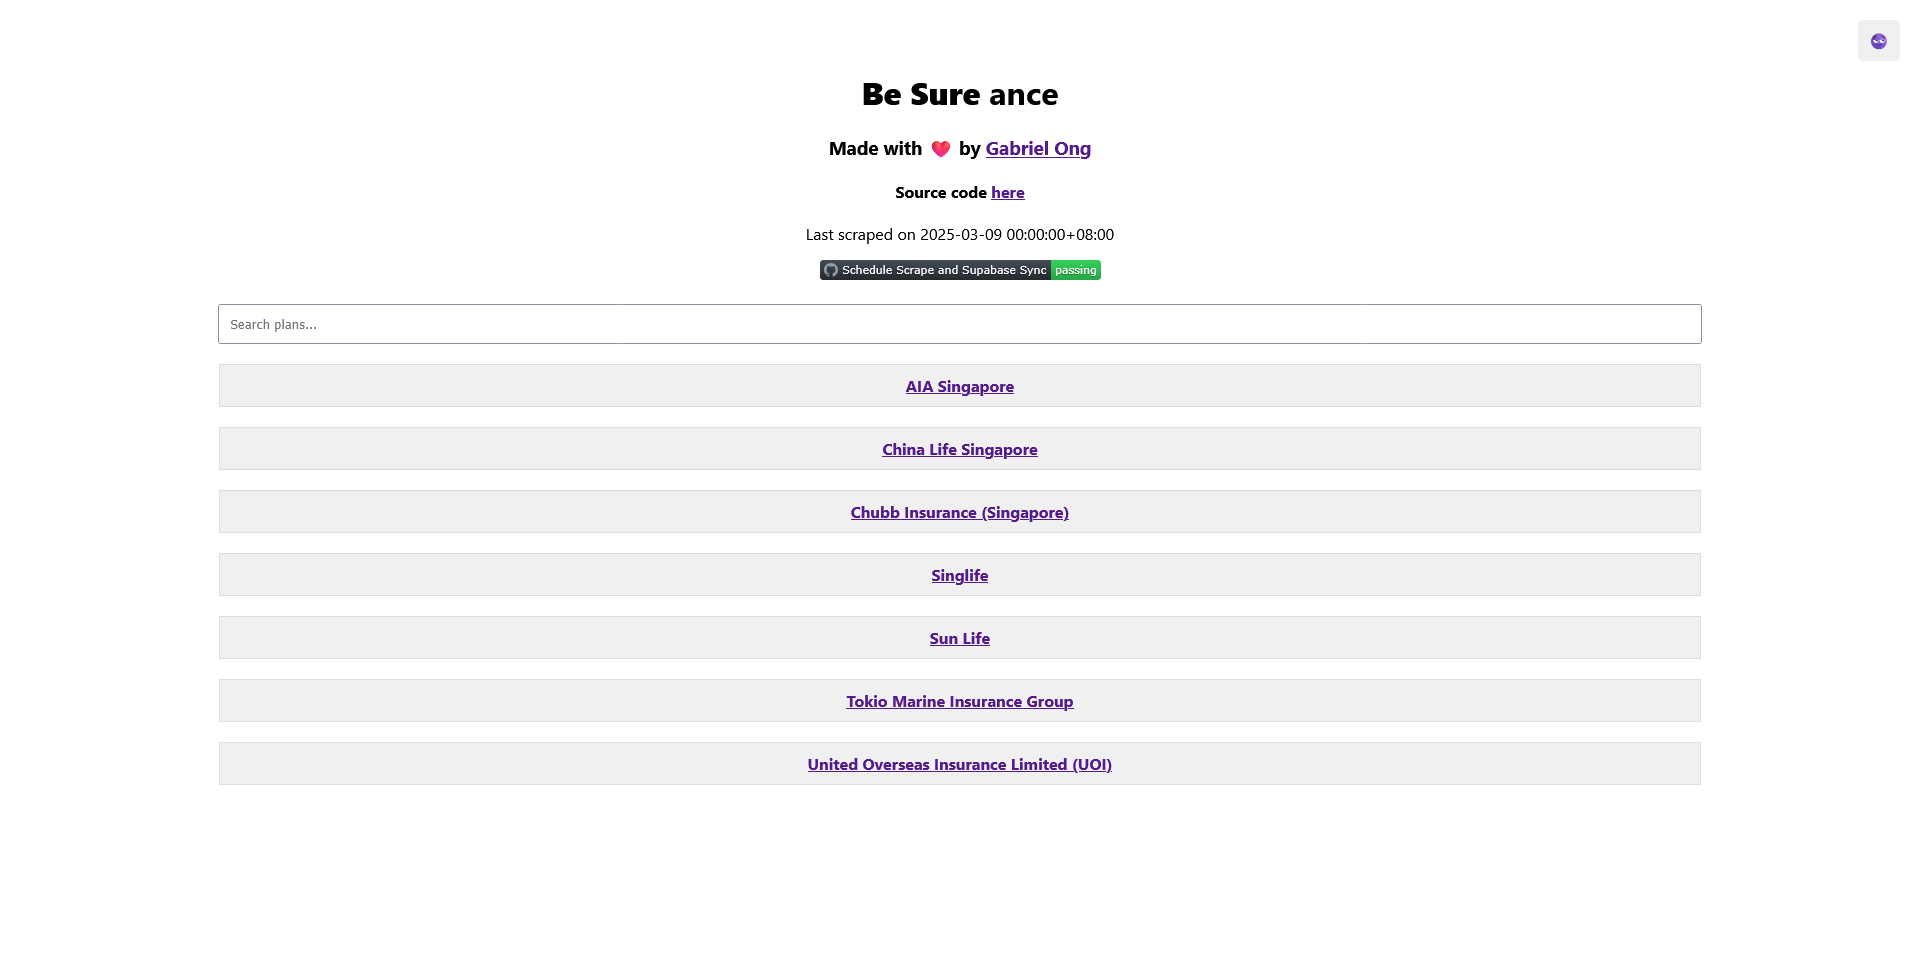 Be Sure ance
Made with ❤️ by Gabriel Ong
Source code here
Last scraped on 2025-03-09 00:00:00+08:00
Schedule Scrape and Supabase Sync passing
Search plans...
AIA Singapore
China Life Singapore
Chubb Insurance (Singapore)
Singlife
Sun Life
Tokio Marine Insurance Group
United Overseas Insurance Limited (UOI)